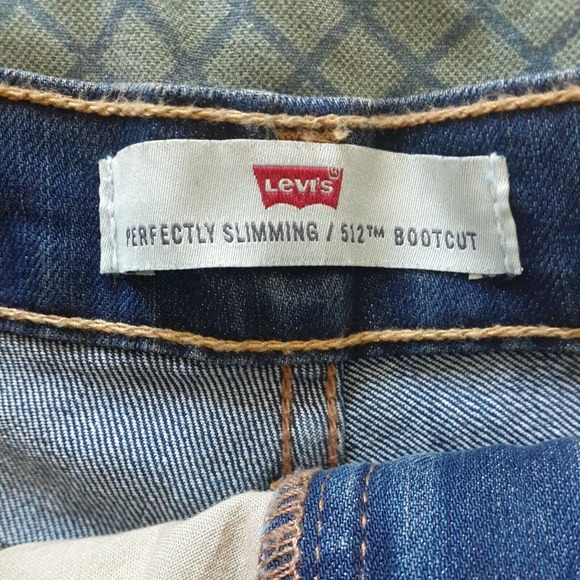 LEVI'S
PERFECTLY SLIMMING / 512™ BOOTCUT